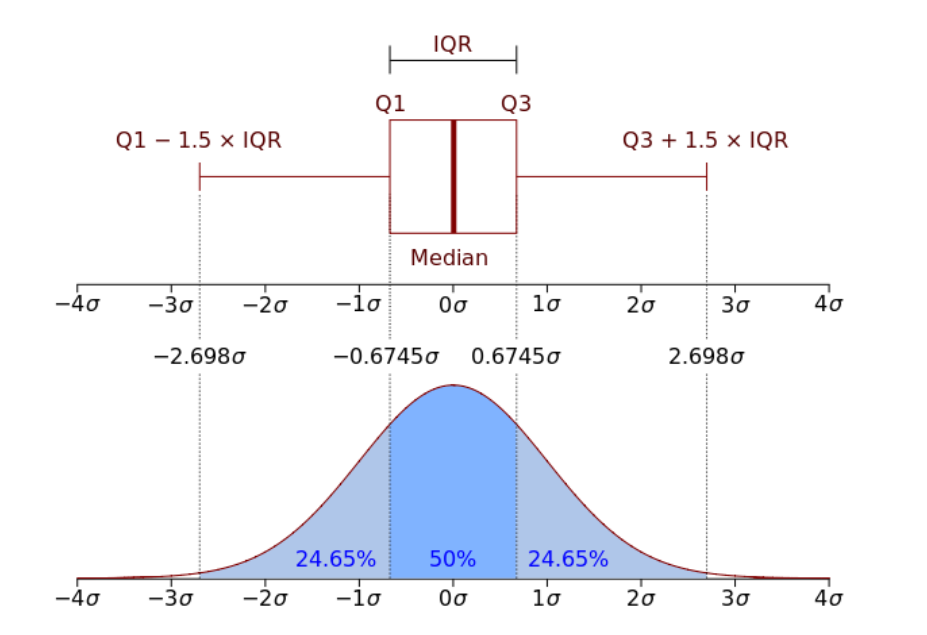 IQR
Q1 Q3
Q1 − 1.5 × IQR Q3 + 1.5 × IQR
Median
−4σ −3σ −2σ −1σ 0σ 1σ 2σ 3σ 4σ
−2.698σ −0.6745σ 0.6745σ 2.698σ
24.65% 50% 24.65%
−4σ −3σ −2σ −1σ 0σ 1σ 2σ 3σ 4σ